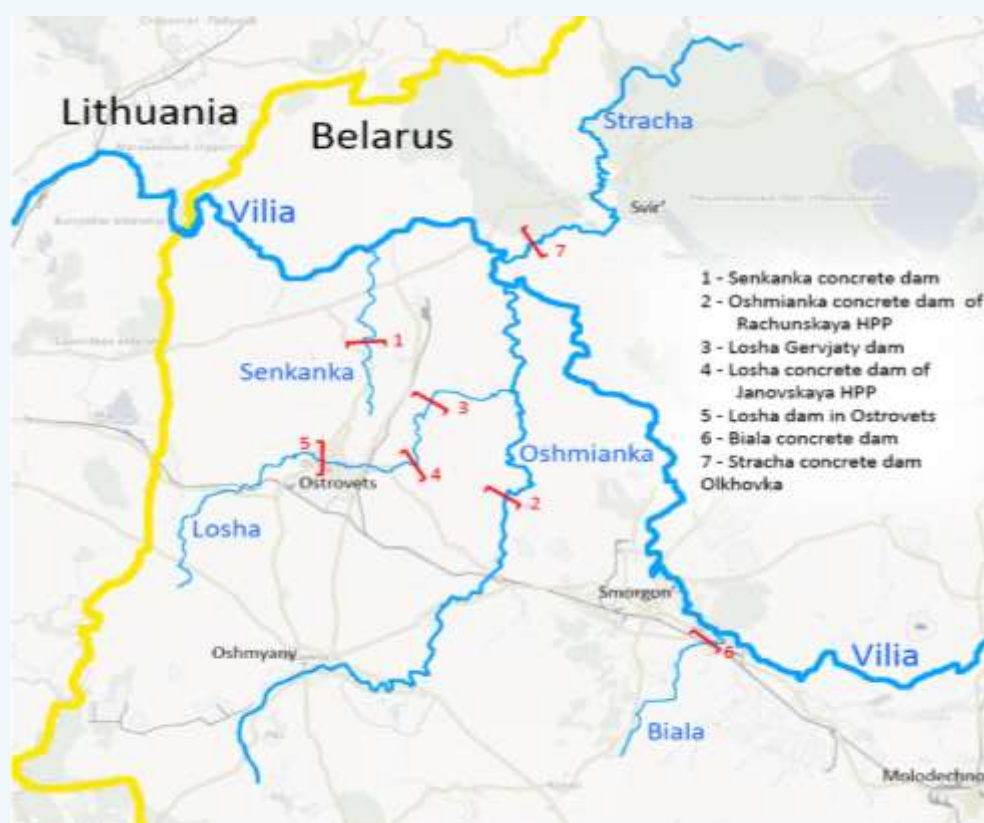 Lithuania
Belarus
Stracha
Vilia
Svir'
7
1 - Senkanka concrete dam
2 - Oshmianka concrete dam of
Rachunskaya HPP
3 - Losha Gervjaty dam
4 - Losha concrete dam of
Janovskaya HPP
5 - Losha dam in Ostrovets
6 - Biala concrete dam
7 - Stracha concrete dam
Olkhovka
1
Senkanka
3
5
Oshmianka
4
Ostrovets
2
Losha
Smorgon'
Oshmyany
6
Vilia
Biala
Molodechno